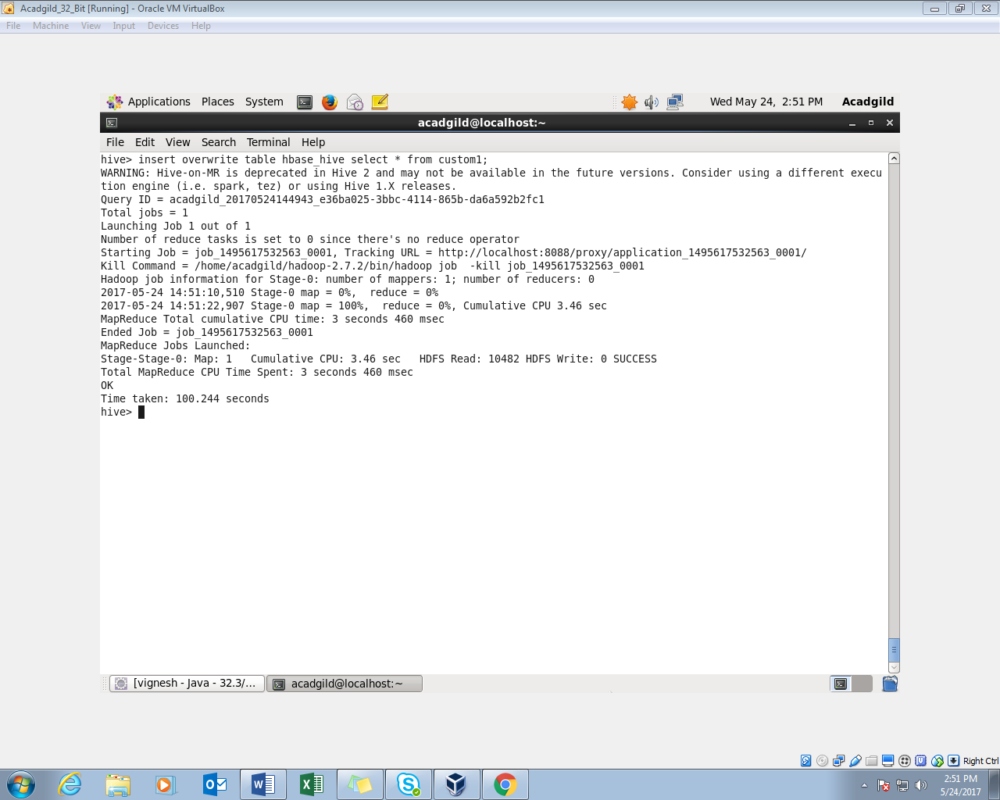 Acadgild_32_Bit [Running] - Oracle VM VirtualBox
File Machine View Input Devices Help
Applications Places System Wed May 24, 2:51 PM Acadgild
acadgild@localhost:~
File Edit View Search Terminal Help
hive> insert overwrite table hbase_hive select * from custom1;
WARNING: Hive-on-MR is deprecated in Hive 2 and may not be available in the future versions. Consider using a different execu
tion engine (i.e. spark, tez) or using Hive 1.X releases.
Query ID = acadgild_20170524144943_e36ba025-3bbc-4114-865b-da6a592b2fc1
Total jobs = 1
Launching Job 1 out of 1
Number of reduce tasks is set to 0 since there's no reduce operator
Starting Job = job_1495617532563_0001, Tracking URL = http://localhost:8088/proxy/application_1495617532563_0001/
Kill Command = /home/acadgild/hadoop-2.7.2/bin/hadoop job  -kill job_1495617532563_0001
Hadoop job information for Stage-0: number of mappers: 1; number of reducers: 0
2017-05-24 14:51:10,510 Stage-0 map = 0%,  reduce = 0%
2017-05-24 14:51:22,907 Stage-0 map = 100%,  reduce = 0%, Cumulative CPU 3.46 sec
MapReduce Total cumulative CPU time: 3 seconds 460 msec
Ended Job = job_1495617532563_0001
MapReduce Jobs Launched:
Stage-Stage-0: Map: 1   Cumulative CPU: 3.46 sec   HDFS Read: 10482 HDFS Write: 0 SUCCESS
Total MapReduce CPU Time Spent: 3 seconds 460 msec
OK
Time taken: 100.244 seconds
hive>
[vignesh - Java - 32.3/... acadgild@localhost:~
Right Ctrl
2:51 PM
5/24/2017